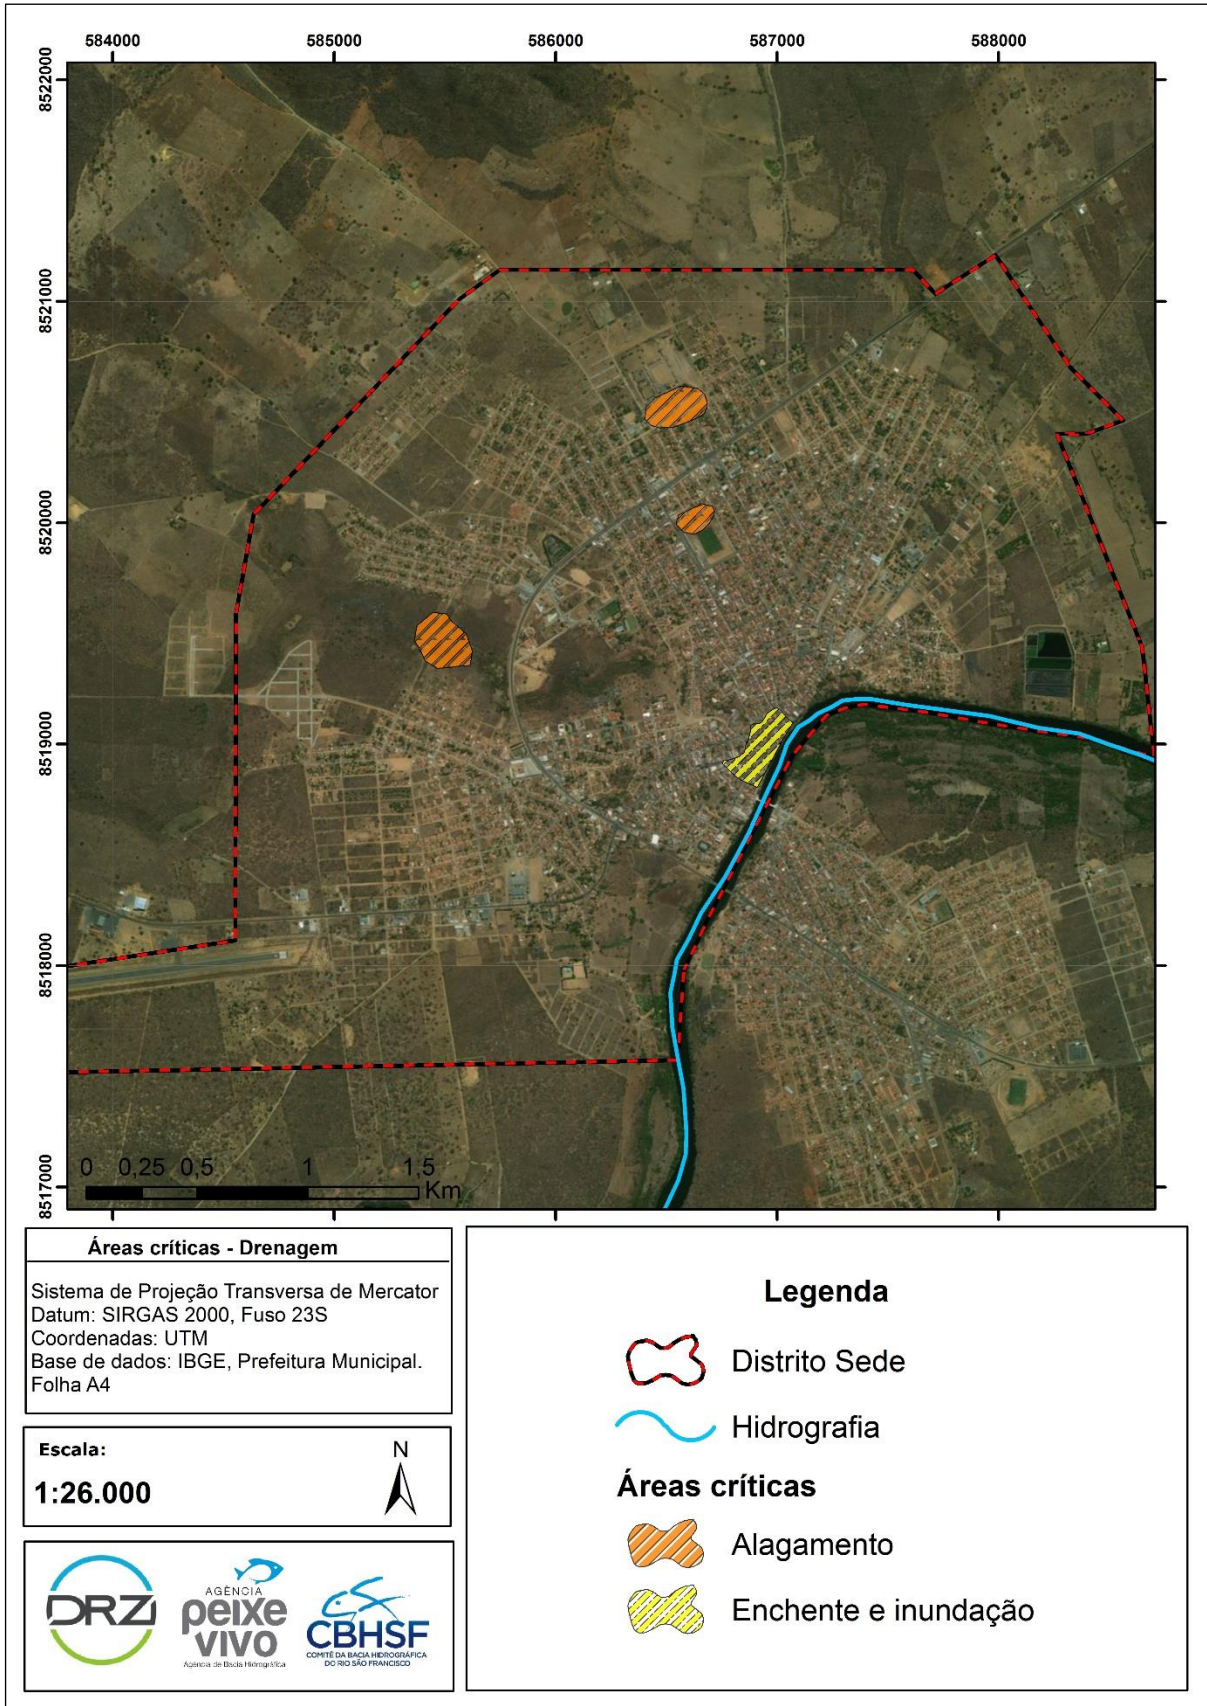 584000 585000 586000 587000 588000
8522000
8521000
8520000
8519000
8518000
8517000
0 0,25 0,5 1 1,5
Km
Áreas críticas - Drenagem
Sistema de Projeção Transversa de Mercator
Datum: SIRGAS 2000, Fuso 23S
Coordenadas: UTM
Base de dados: IBGE, Prefeitura Municipal.
Folha A4
Escala:
1:26.000
N
DRZ
AGÊNCIA
peixe
VIVO
Agência de Bacia Hidrográfica
CBHSF
COMITÊ DA BACIA HIDROGRÁFICA
DO RIO SÃO FRANCISCO
Legenda
Distrito Sede
Hidrografia
Áreas críticas
Alagamento
Enchente e inundação